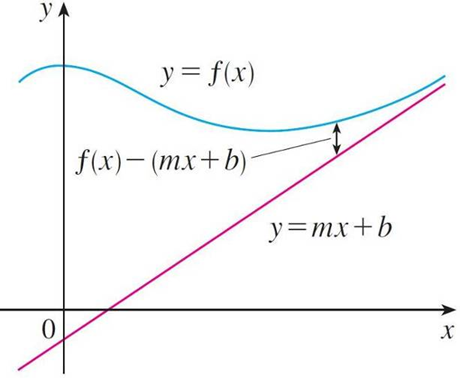 y
y = f(x)
f(x) − (mx + b)
y = mx + b
0
x